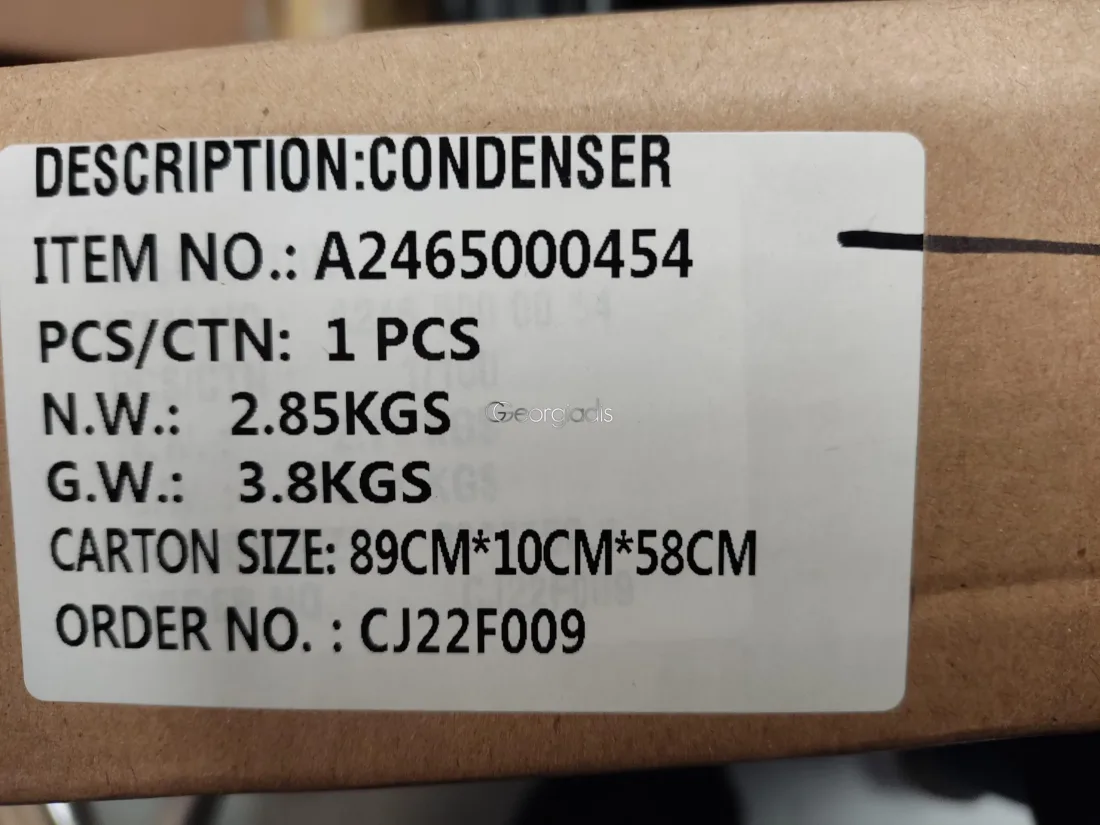 DESCRIPTION:CONDENSER
ITEM NO.: A2465000454
PCS/CTN: 1 PCS
N.W.: 2.85KGS
Georgiadis
G.W.: 3.8KGS
CARTON SIZE: 89CM*10CM*58CM
ORDER NO. : CJ22F009